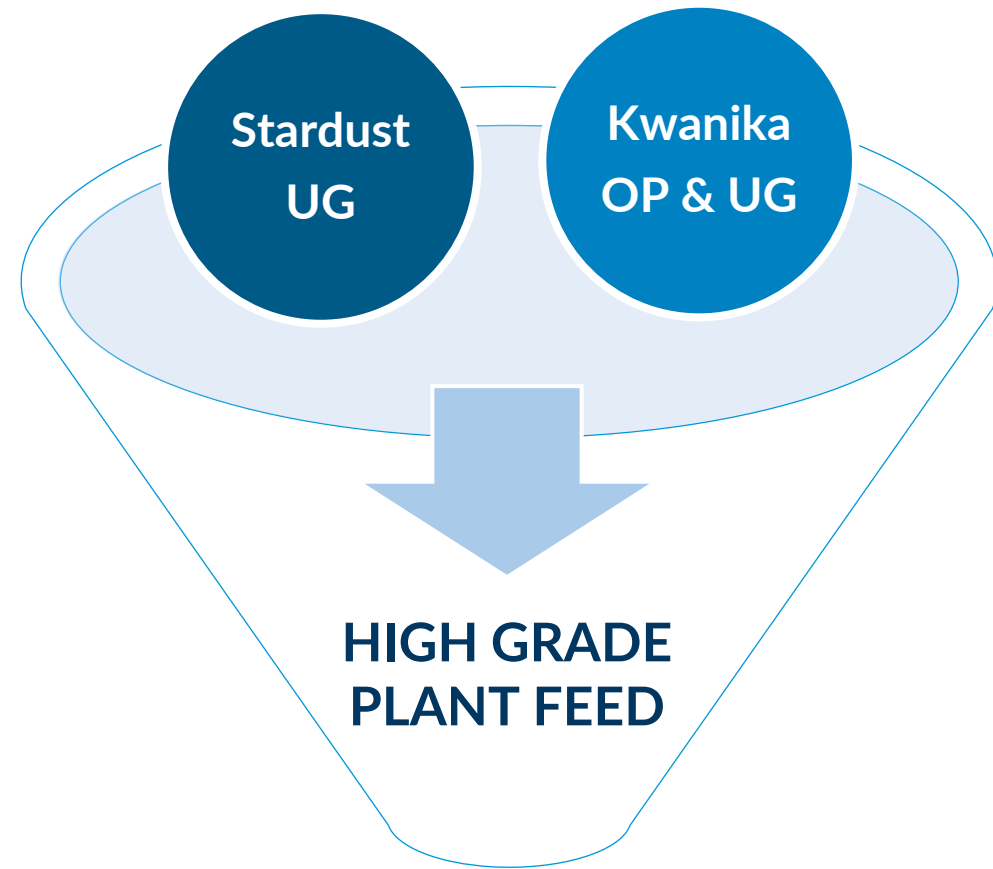 Stardust
UG
Kwanika
OP & UG
HIGH GRADE
PLANT FEED